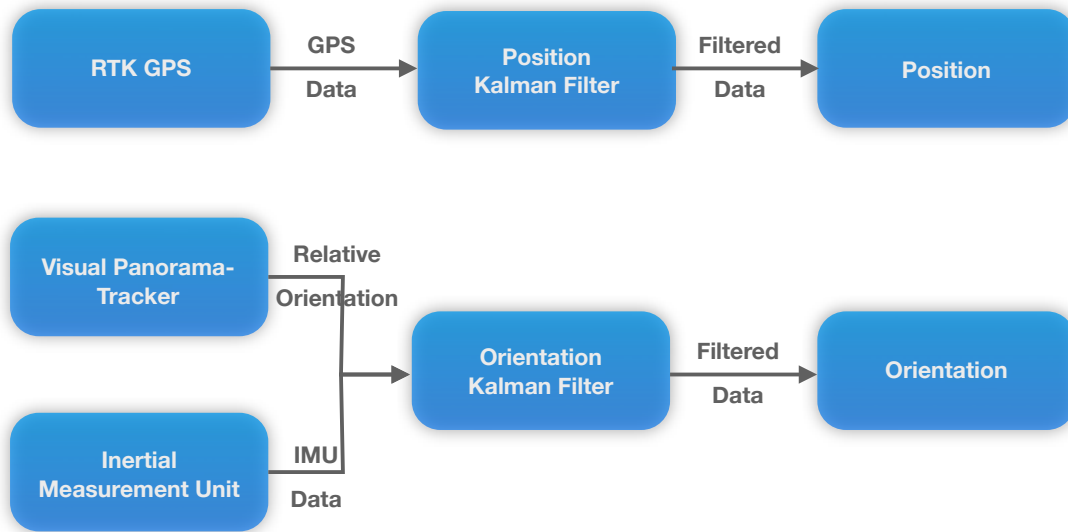 RTK GPS
GPS
Data
Position
Kalman Filter
Filtered
Data
Position
Visual Panorama-
Tracker
Relative
Orientation
Inertial
Measurement Unit
IMU
Data
Orientation
Kalman Filter
Filtered
Data
Orientation